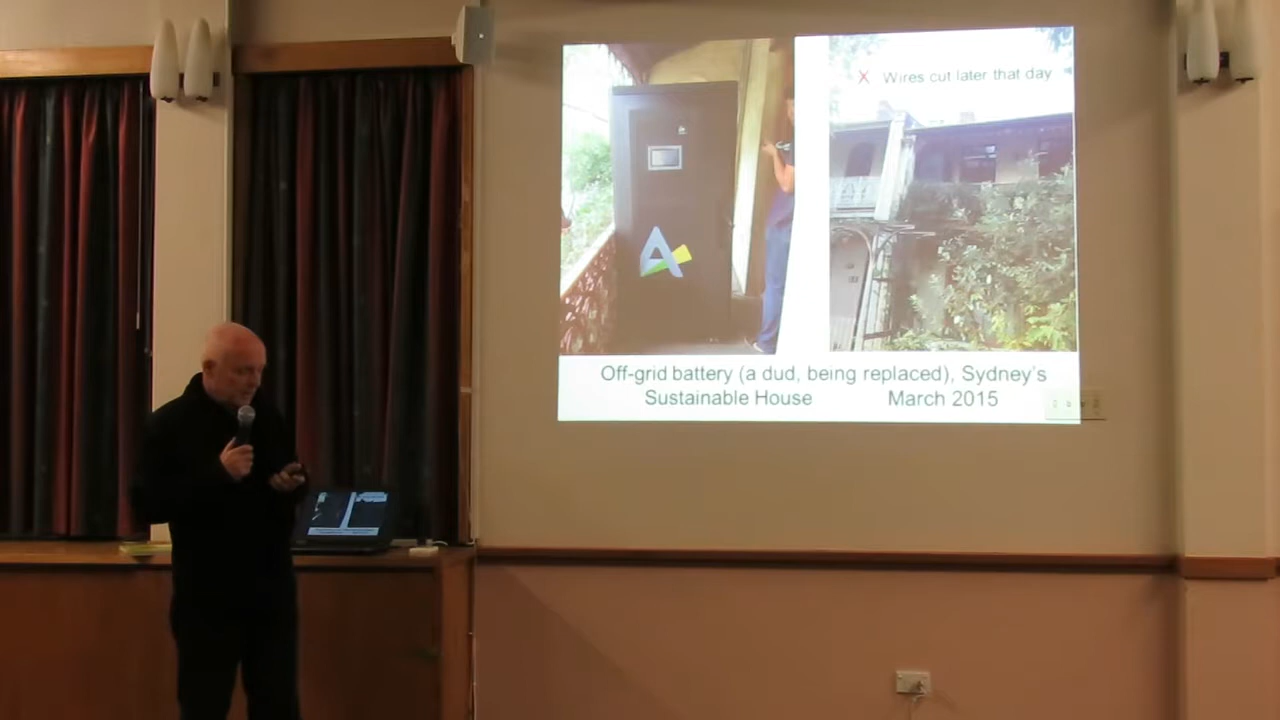 X Wires cut later that day
Off-grid battery (a dud, being replaced), Sydney's
Sustainable House March 2015